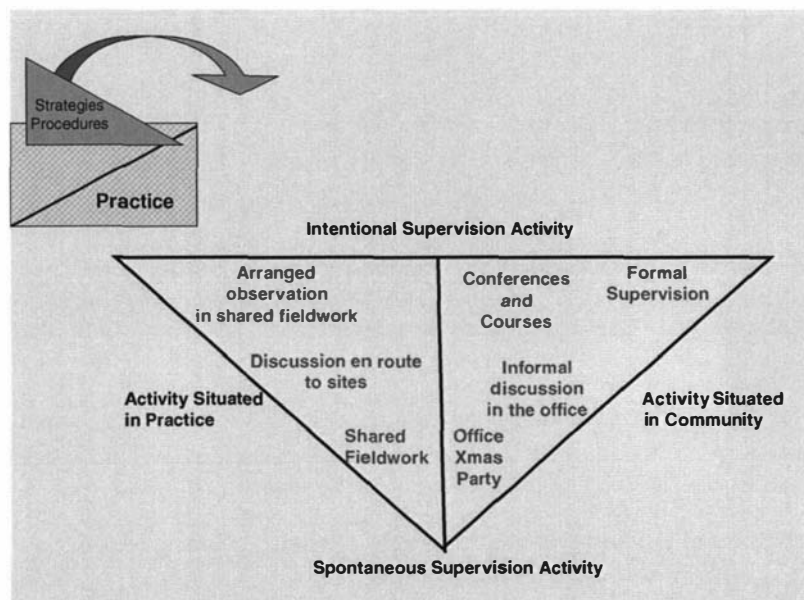 Strategies
Procedures
Practice
Intentional Supervision Activity
Arranged
observation
in shared fieldwork
Conferences
and
Courses
Formal
Supervision
Discussion en route
to sites
Informal
discussion
in the office
Activity Situated
in Practice
Activity Situated
in Community
Shared
Fieldwork
Office
Xmas
Party
Spontaneous Supervision Activity